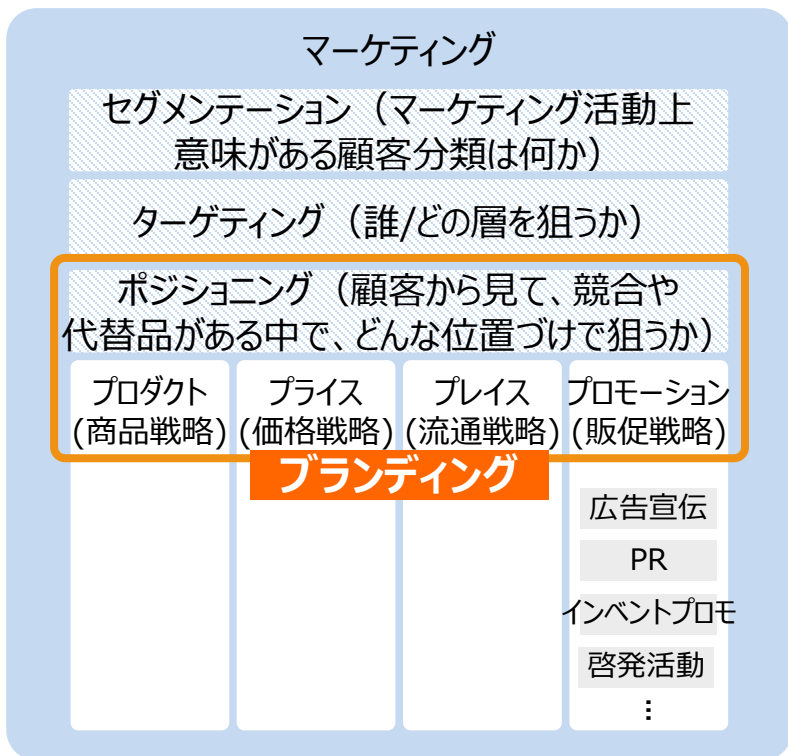 マーケティング
セグメンテーション（マーケティング活動上
意味がある顧客分類は何か）
ターゲティング（誰/どの層を狙うか）
ポジショニング（顧客から見て、競合や
代替品がある中で、どんな位置づけで狙うか）
プロダクト
(商品戦略)
プライス
(価格戦略)
プレイス
(流通戦略)
プロモーション
(販促戦略)
ブランディング
広告宣伝
PR
インベントプロモ
啓発活動
…